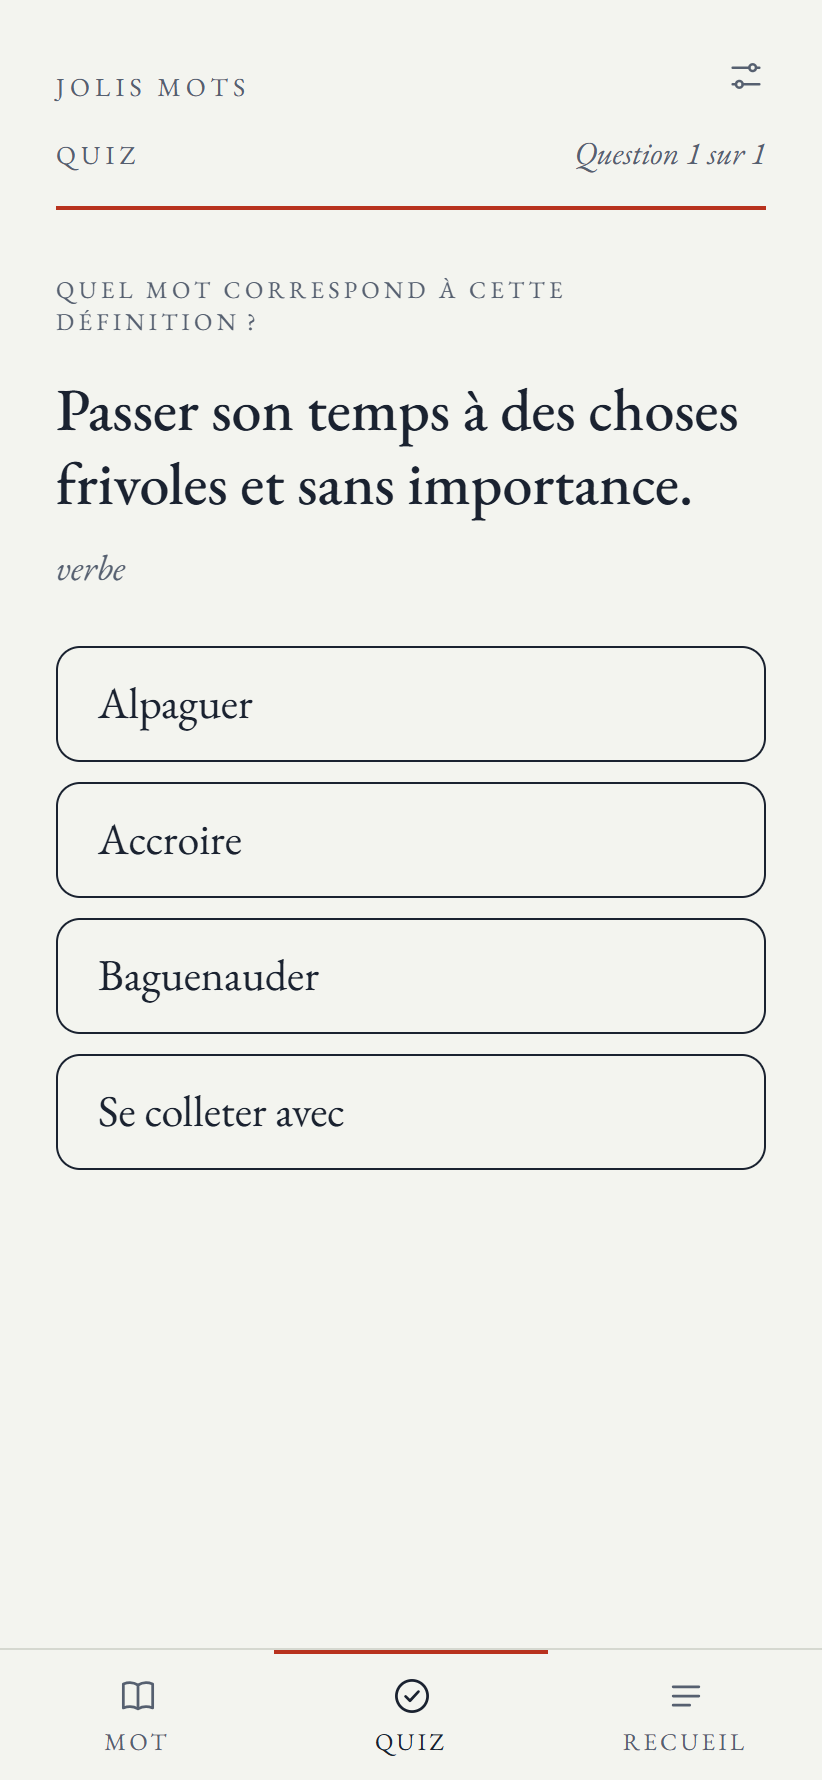 JOLIS MOTS
QUIZ
Question 1 sur 1
QUEL MOT CORRESPOND À CETTE
DÉFINITION ?
Passer son temps à des choses
frivoles et sans importance.
verbe
Alpaguer
Accroire
Baguenauder
Se colleter avec
MOT
QUIZ
RECUEIL